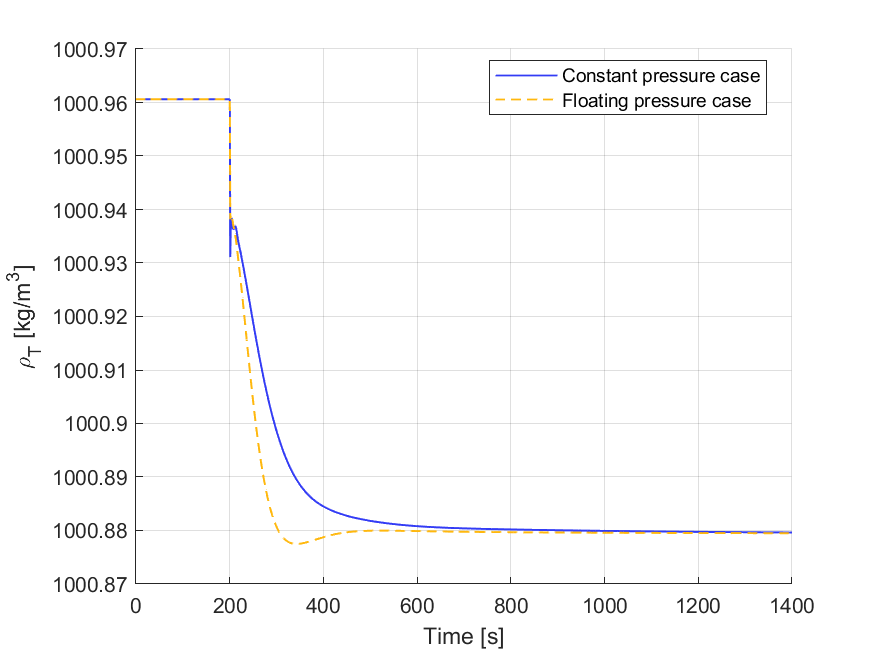 1000.97
1000.96
1000.95
1000.94
1000.93
1000.92
1000.91
1000.9
1000.89
1000.88
1000.87
ρT [kg/m³]
Constant pressure case
Floating pressure case
0 200 400 600 800 1000 1200 1400
Time [s]